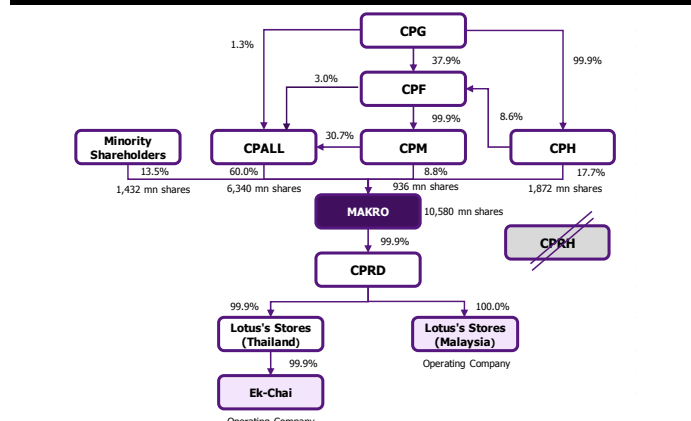 CPG
1.3%
37.9%
99.9%
3.0%
CPF
99.9%
8.6%
Minority
Shareholders
CPALL
30.7%
CPM
CPH
13.5%
60.0%
8.8%
17.7%
1,432 mn shares
6,340 mn shares
936 mn shares
1,872 mn shares
MAKRO
10,580 mn shares
99.9%
CPRH
CPRD
99.9%
100.0%
Lotus's Stores
(Thailand)
Lotus's Stores
(Malaysia)
99.9%
Operating Company
Ek-Chai
Operating Company